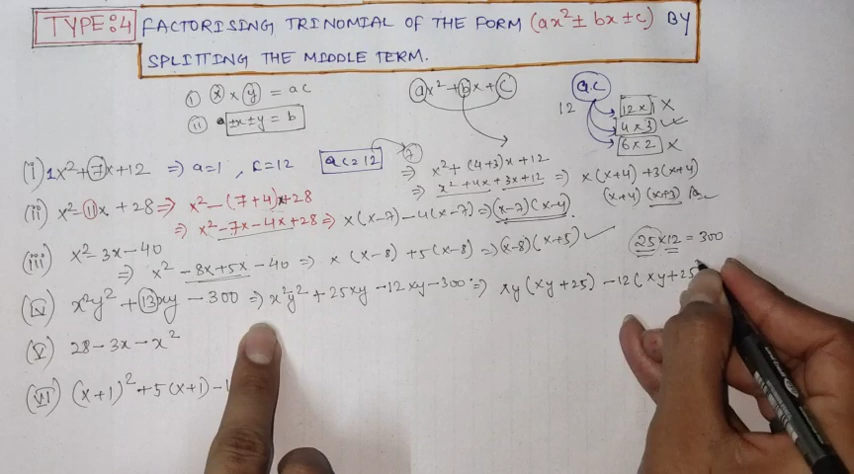 TYPE:4 FACTORISING TRINOMIAL OF THE FORM (ax² ± bx ± c) BY
SPLITTING THE MIDDLE TERM.
(i) x × y = ac
(ii) ±x ± y = b
ax² + bx + c
a.c
12
12 × 1 ×
4 × 3 ✓
6 × 2 ×
(i) 1x² + 7x + 12 ⇒ a = 1, c = 12
ac = 12
7
⇒ x² + (4+3)x + 12
⇒ x² + 4x + 3x + 12 ⇒ x(x+4) + 3(x+4)
(x+4) (x+3)
(ii) x² - 11x + 28 ⇒ x² - (7+4)x + 28
⇒ x² - 7x - 4x + 28 ⇒ x(x-7) - 4(x-7) ⇒ (x-7)(x-4)
(iii) x² - 3x - 40
⇒ x² - 8x + 5x - 40 ⇒ x(x-8) + 5(x-8) ⇒ (x-8)(x+5) ✓
25 × 12 = 300
(iv) x²y² + 13xy - 300 ⇒ x²y² + 25xy - 12xy - 300 ⇒ xy(xy+25) - 12(xy+25
(v) 28 - 3x - x²
(vi) (x+1)² + 5(x+1) -